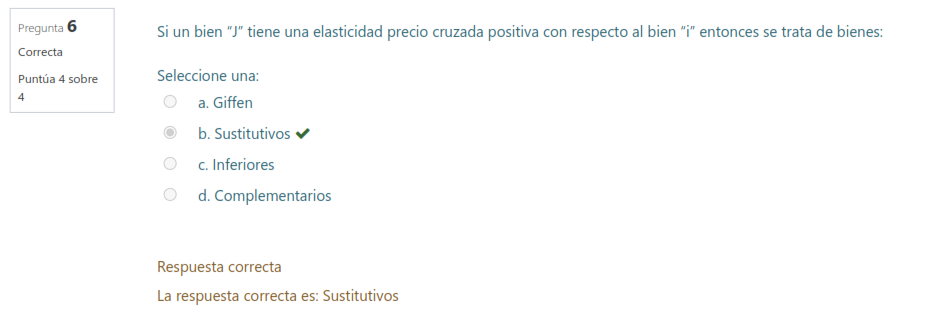 Pregunta 6
Correcta
Puntúa 4 sobre
4
Si un bien “J” tiene una elasticidad precio cruzada positiva con respecto al bien “i” entonces se trata de bienes:
Seleccione una:
a. Giffen
b. Sustitutivos
c. Inferiores
d. Complementarios
Respuesta correcta
La respuesta correcta es: Sustitutivos